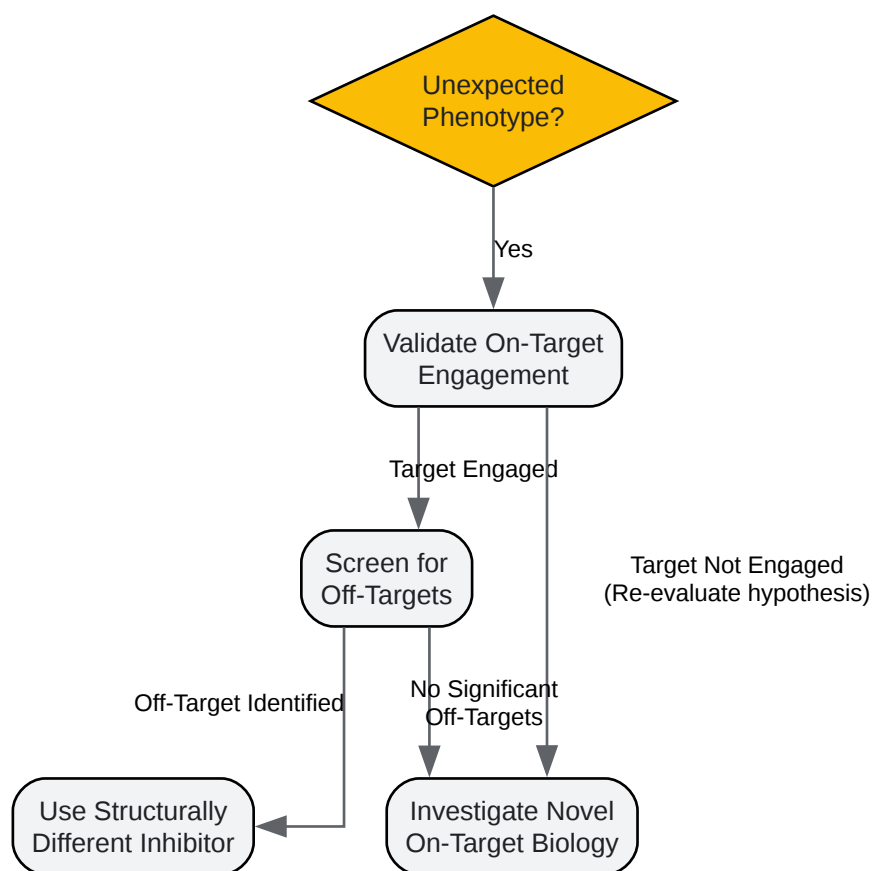 Unexpected
Phenotype?
Yes
Validate On-Target
Engagement
Target Engaged
Screen for
Off-Targets
Target Not Engaged
(Re-evaluate hypothesis)
Off-Target Identified
No Significant
Off-Targets
Use Structurally
Different Inhibitor
Investigate Novel
On-Target Biology